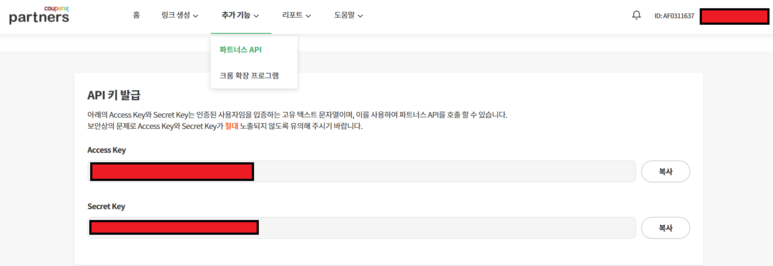 coupang
partners
홈 링크 생성 추가 기능 리포트 도움말 ID: AF0311637
파트너스 API
크롬 확장 프로그램
API 키 발급
아래의 Access Key와 Secret Key는 인증된 사용자임을 입증하는 고유 텍스트 문자열이며, 이를 사용하여 파트너스 API를 호출 할 수 있습니다.
보안상의 문제로 Access Key와 Secret Key가 절대 노출되지 않도록 유의해 주시기 바랍니다.
Access Key
복사
Secret Key
복사